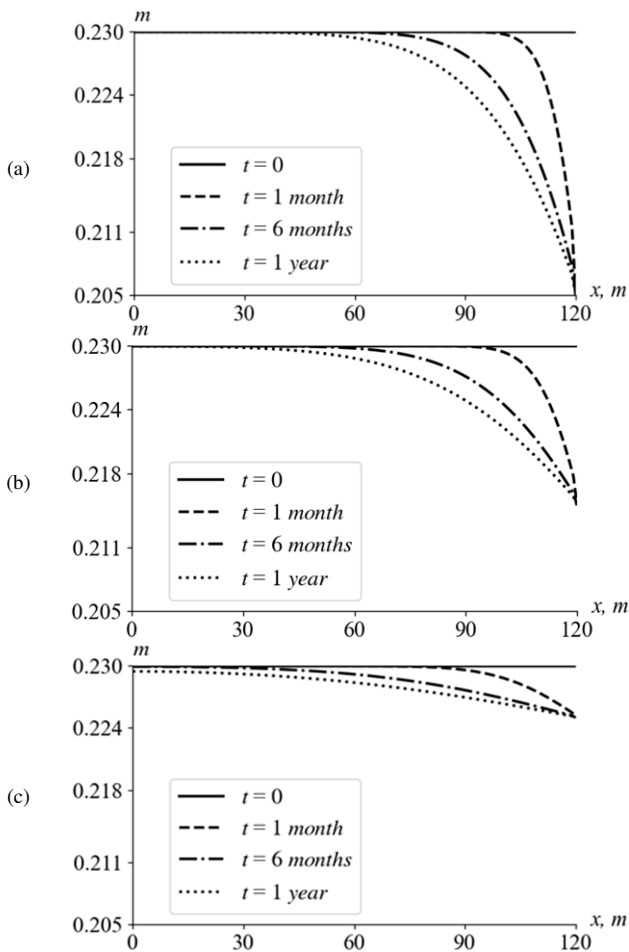 m
0.230
0.224
(a)
0.218
t = 0
t = 1 month
0.211
t = 6 months
t = 1 year
0.205
x, m
0
30
60
90
120
m
0.230
0.224
(b)
0.218
t = 0
t = 1 month
0.211
t = 6 months
t = 1 year
0.205
x, m
0
30
60
90
120
m
0.230
0.224
(c)
0.218
t = 0
t = 1 month
0.211
t = 6 months
t = 1 year
0.205
x, m
0
30
60
90
120